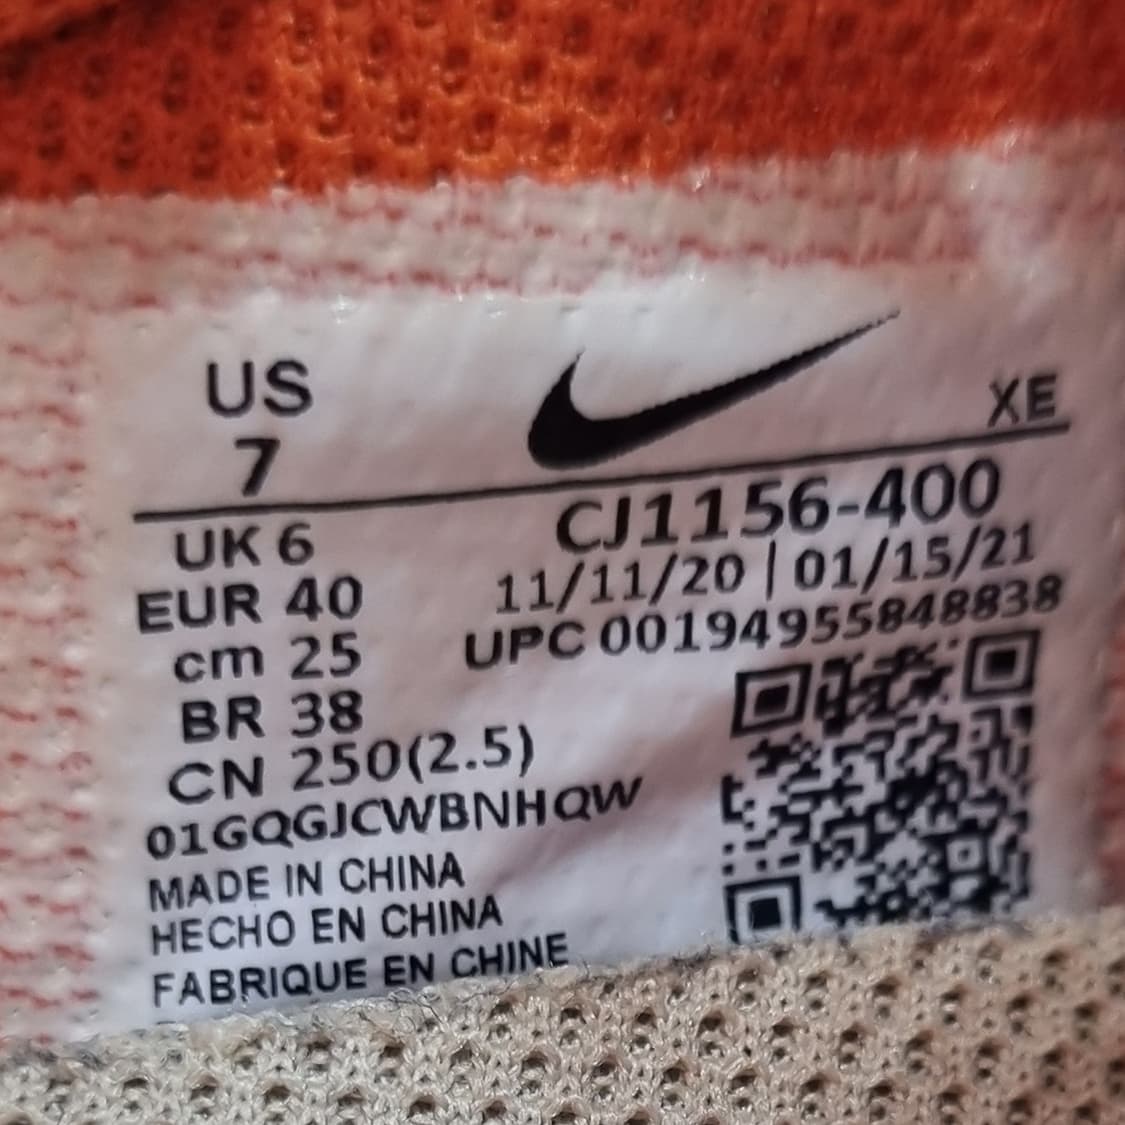 US
7
XE
UK 6
CJ1156-400
EUR 40
11/11/20 | 01/15/21
cm 25
UPC 00194955848838
BR 38
CN 250(2.5)
01GQGJCWBNHQW
MADE IN CHINA
HECHO EN CHINA
FABRIQUE EN CHINE